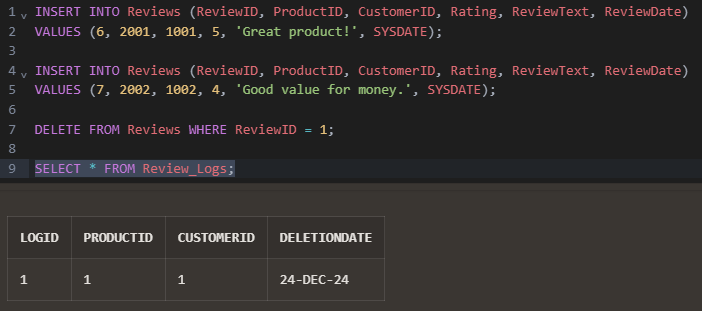 1 INSERT INTO Reviews (ReviewID, ProductID, CustomerID, Rating, ReviewText, ReviewDate)
2 VALUES (6, 2001, 1001, 5, 'Great product!', SYSDATE);
3
4 INSERT INTO Reviews (ReviewID, ProductID, CustomerID, Rating, ReviewText, ReviewDate)
5 VALUES (7, 2002, 1002, 4, 'Good value for money.', SYSDATE);
6
7 DELETE FROM Reviews WHERE ReviewID = 1;
8
9 SELECT * FROM Review_Logs;
LOGID PRODUCTID CUSTOMERID DELETIONDATE
1 1 1 24-DEC-24